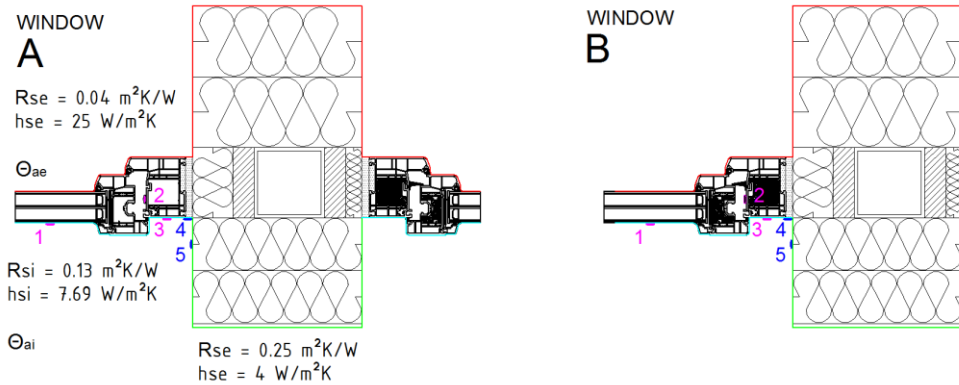 WINDOW
A
Rse = 0.04 m²K/W
hse = 25 W/m²K
Θae
1
2
3
4
5
Rsi = 0.13 m²K/W
hsi = 7.69 W/m²K
Θai
Rse = 0.25 m²K/W
hse = 4 W/m²K
WINDOW
B
1
2
3
4
5